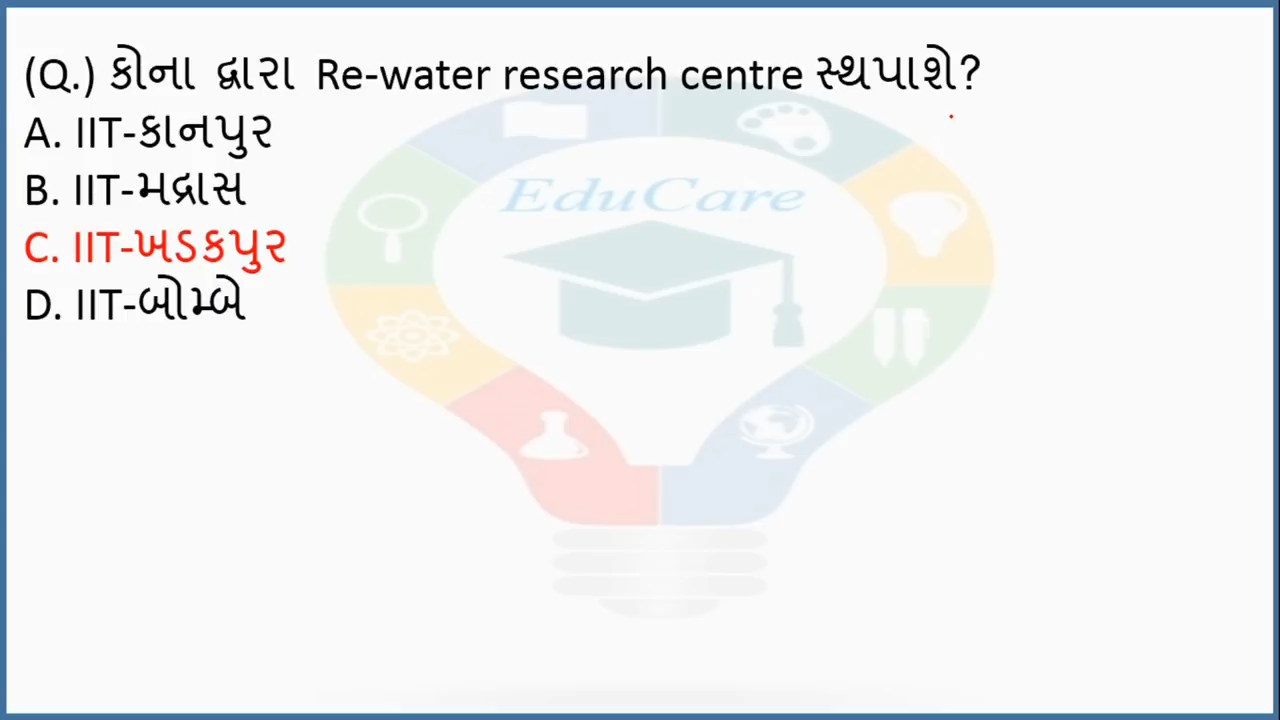 (Q.) કોના દ્વારા Re-water research centre સ્થપાશે?
A. IIT-કાનપુર
B. IIT-મદ્રાસ
C. IIT-ખડકપુર
D. IIT-બોમ્બે
EduCare